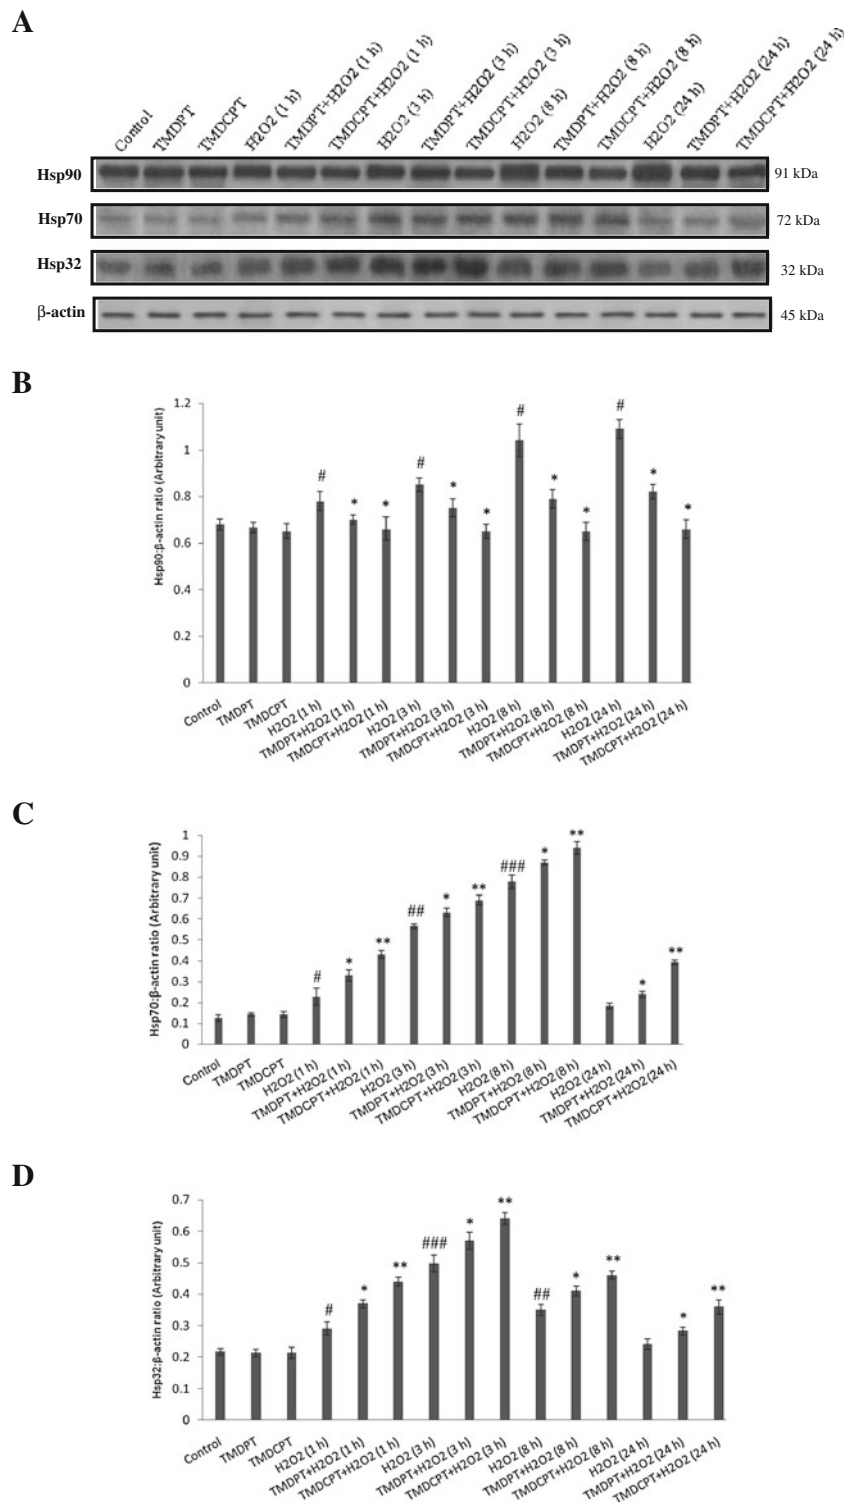 A
Control
TMDPT
TMDCPT
H2O2 (1 h)
TMDPT+H2O2 (1 h)
TMDCPT+H2O2 (1 h)
H2O2 (3 h)
TMDPT+H2O2 (3 h)
TMDCPT+H2O2 (3 h)
H2O2 (8 h)
TMDPT+H2O2 (8 h)
TMDCPT+H2O2 (8 h)
H2O2 (24 h)
TMDPT+H2O2 (24 h)
TMDCPT+H2O2 (24 h)
Hsp90 91 kDa
Hsp70 72 kDa
Hsp32 32 kDa
β-actin 45 kDa
B
Hsp90:β-actin ratio (Arbitrary unit)
1.2
1
0.8
0.6
0.4
0.2
0
# * * # * * # * * # * *
Control
TMDPT
TMDCPT
H2O2 (1 h)
TMDPT+H2O2 (1 h)
TMDCPT+H2O2 (1 h)
H2O2 (3 h)
TMDPT+H2O2 (3 h)
TMDCPT+H2O2 (3 h)
H2O2 (8 h)
TMDPT+H2O2 (8 h)
TMDCPT+H2O2 (8 h)
H2O2 (24 h)
TMDPT+H2O2 (24 h)
TMDCPT+H2O2 (24 h)
C
Hsp70:β-actin ratio (Arbitrary unit)
1
0.9
0.8
0.7
0.6
0.5
0.4
0.3
0.2
0.1
0
# * ** ## * ** ### * ** * **
Control
TMDPT
TMDCPT
H2O2 (1 h)
TMDPT+H2O2 (1 h)
TMDCPT+H2O2 (1 h)
H2O2 (3 h)
TMDPT+H2O2 (3 h)
TMDCPT+H2O2 (3 h)
H2O2 (8 h)
TMDPT+H2O2 (8 h)
TMDCPT+H2O2 (8 h)
H2O2 (24 h)
TMDPT+H2O2 (24 h)
TMDCPT+H2O2 (24 h)
D
Hsp32:β-actin ratio (Arbitrary unit)
0.7
0.6
0.5
0.4
0.3
0.2
0.1
0
# * ** ### * ** ## * ** * **
Control
TMDPT
TMDCPT
H2O2 (1 h)
TMDPT+H2O2 (1 h)
TMDCPT+H2O2 (1 h)
H2O2 (3 h)
TMDPT+H2O2 (3 h)
TMDCPT+H2O2 (3 h)
H2O2 (8 h)
TMDPT+H2O2 (8 h)
TMDCPT+H2O2 (8 h)
H2O2 (24 h)
TMDPT+H2O2 (24 h)
TMDCPT+H2O2 (24 h)